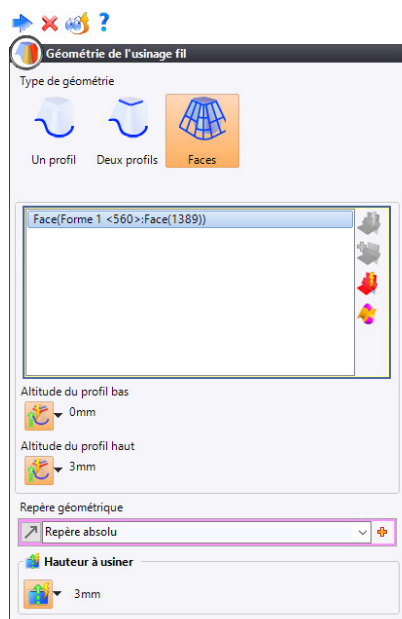 ?
Géométrie de l'usinage fil
Type de géométrie
Un profil Deux profils Faces
Face(Forme 1 <560>:Face(1389))
Altitude du profil bas
0mm
Altitude du profil haut
3mm
Repère géométrique
Repère absolu
Hauteur à usiner
3mm